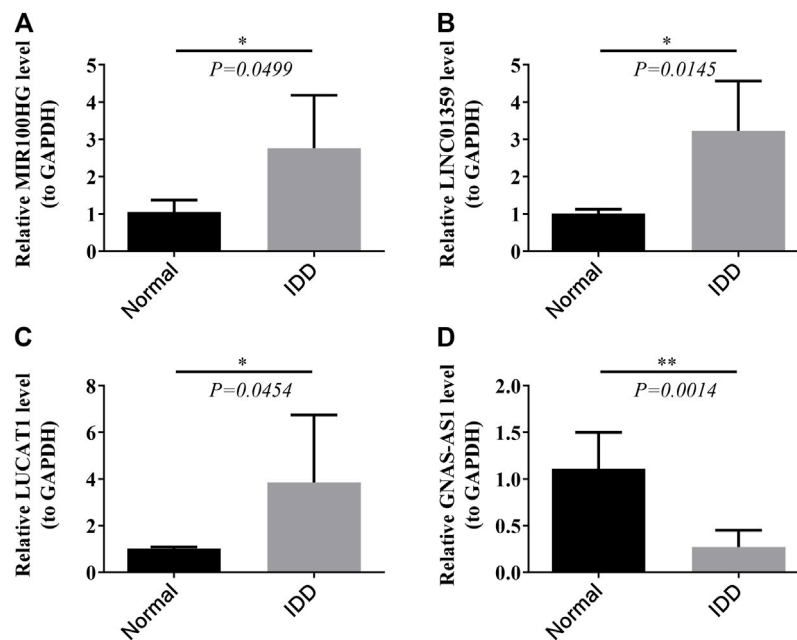 A
*
P=0.0499
Relative MIR100HG level
(to GAPDH)
5
4
3
2
1
0
Normal
IDD
B
*
P=0.0145
Relative LINC01359 level
(to GAPDH)
5
4
3
2
1
0
Normal
IDD
C
*
P=0.0454
Relative LUCAT1 level
(to GAPDH)
8
6
4
2
0
Normal
IDD
D
**
P=0.0014
Relative GNAS-AS1 level
(to GAPDH)
2.0
1.5
1.0
0.5
0.0
Normal
IDD